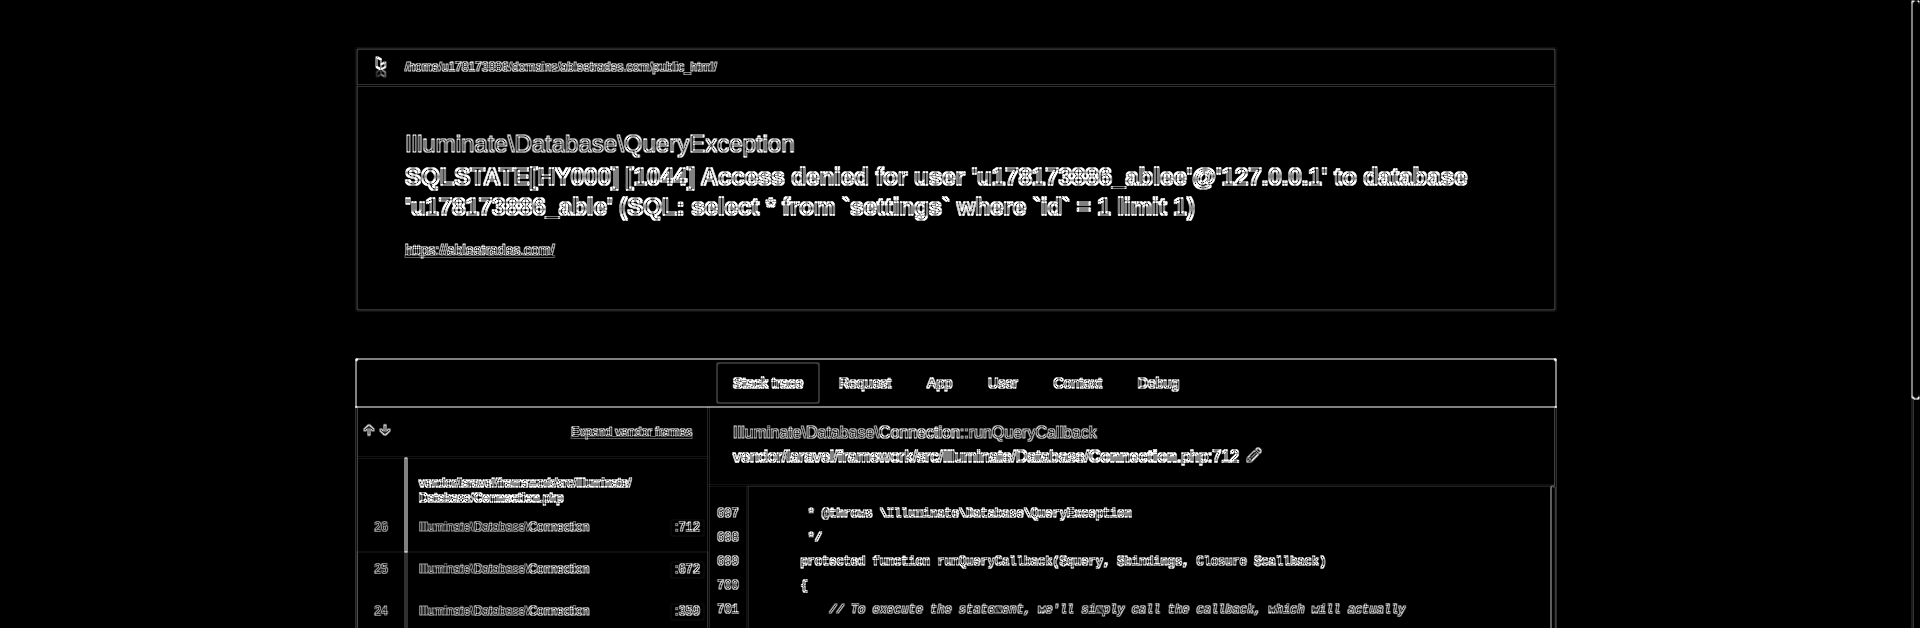 /home/u178173886/domains/ableetrades.com/public_html/
Illuminate\Database\QueryException
SQLSTATE[HY000] [1044] Access denied for user 'u178173886_ablee'@'127.0.0.1' to database
'u178173886_able' (SQL: select * from `settings` where `id` = 1 limit 1)
https://ableetrades.com/
Stack trace Request App User Context Debug
Expand vendor frames
Illuminate\Database\Connection::runQueryCallback
vendor/laravel/framework/src/Illuminate/Database/Connection.php:712
vendor/laravel/framework/src/Illuminate/
Database/Connection.php
26 Illuminate\Database\Connection :712
25 Illuminate\Database\Connection :672
24 Illuminate\Database\Connection :359
697 * @throws \Illuminate\Database\QueryException
698 */
699 protected function runQueryCallback($query, $bindings, Closure $callback)
700 {
701 // To execute the statement, we'll simply call the callback, which will actually